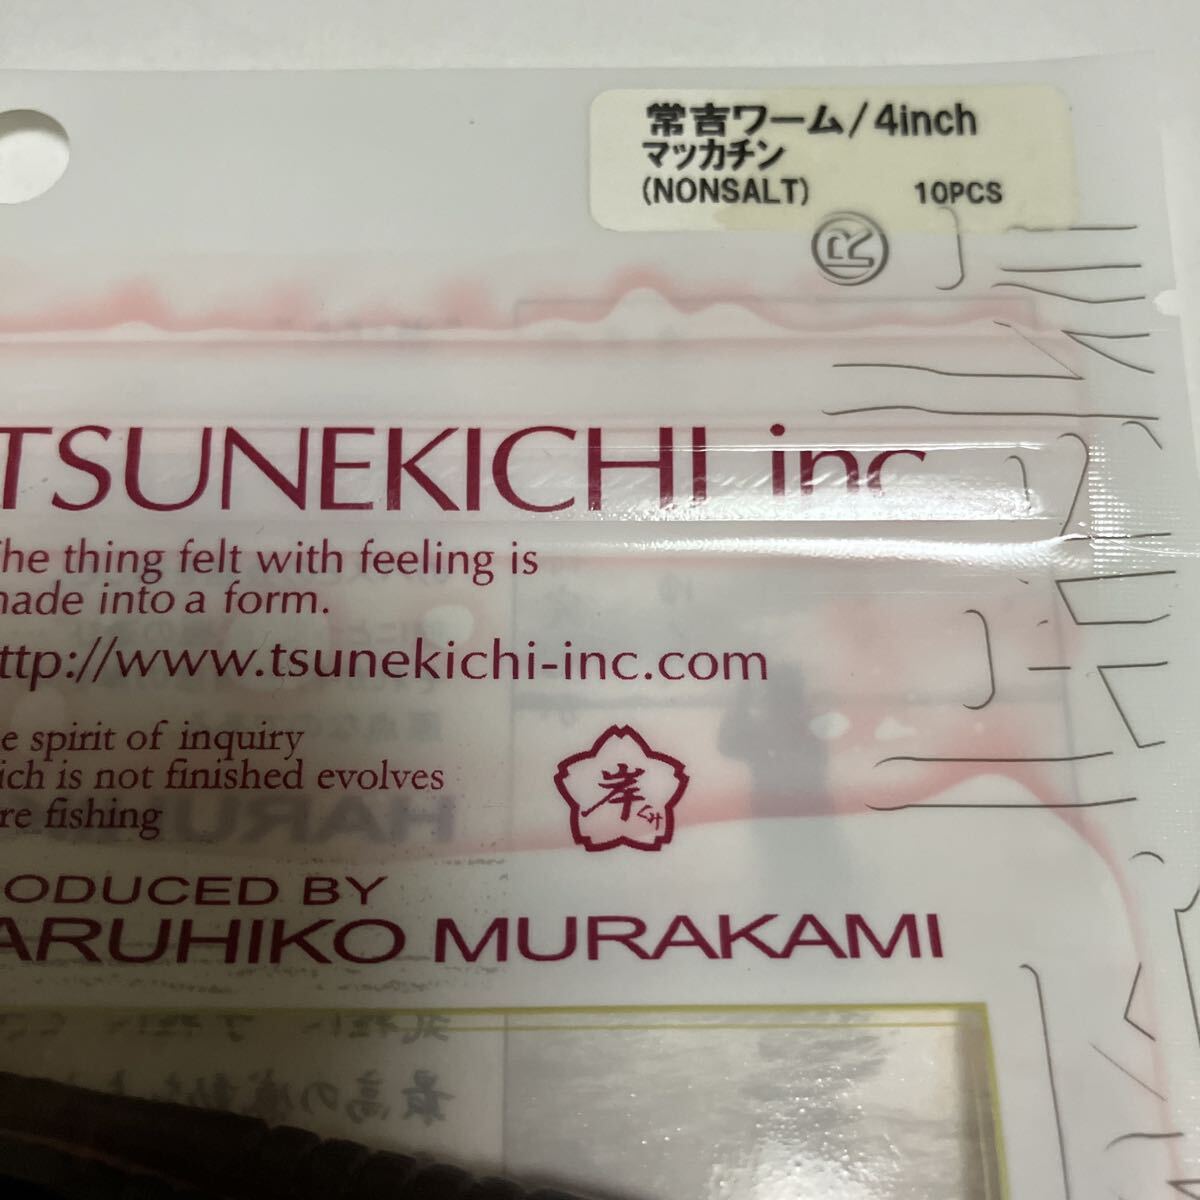 常吉ワーム/4inch
マッカチン
(NONSALT) 10PCS
®
TSUNEKICHI inc
he thing felt with feeling is
nade into a form.
ttp://www.tsunekichi-inc.com
e spirit of inquiry
ich is not finished evolves
re fishing
岸
ODUCED BY
ARUHIKO MURAKAMI
HARU